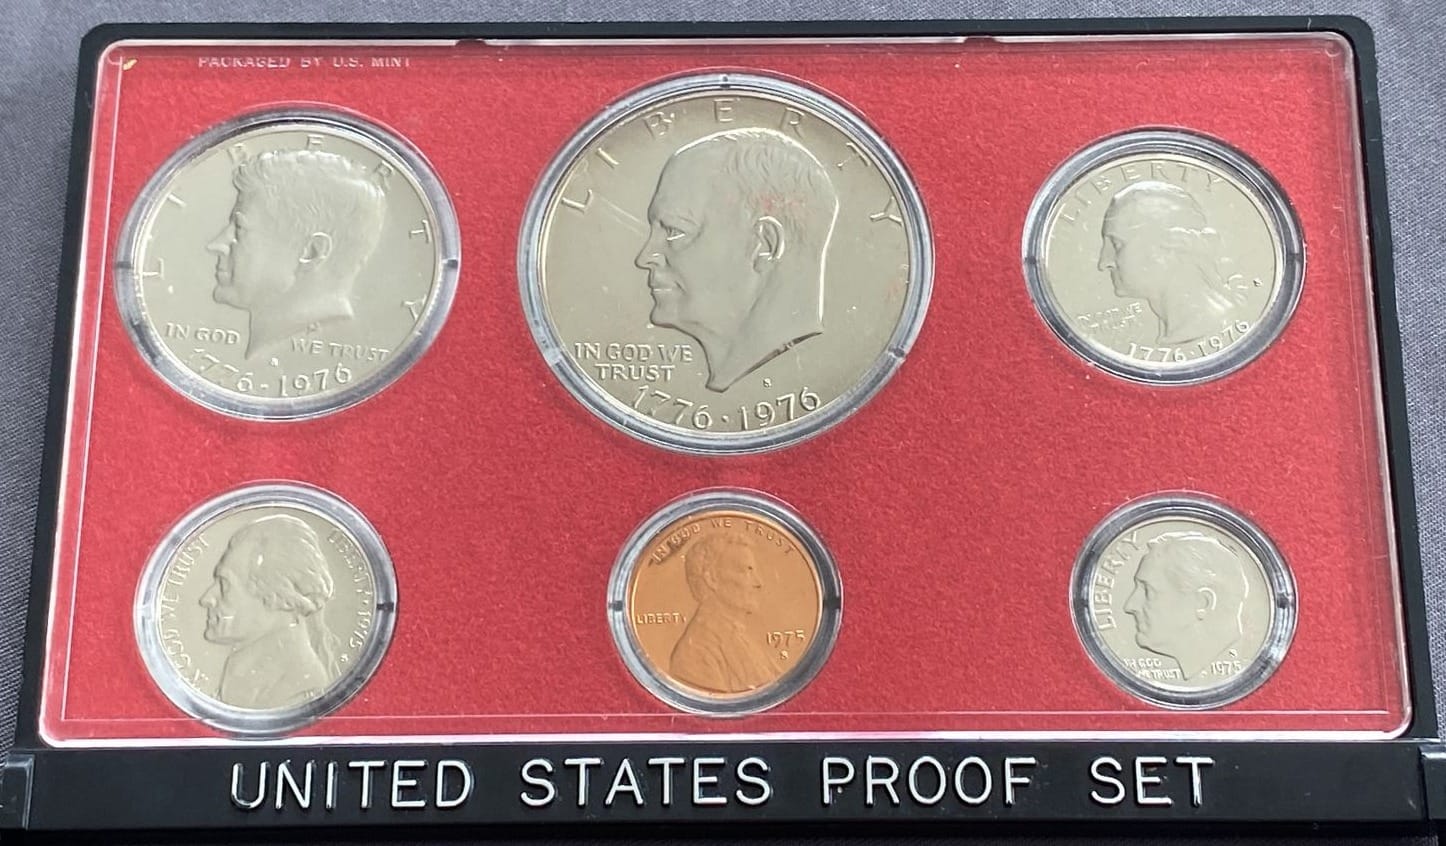 PACKAGED BY U.S. MINT
LIBERTY
IN GOD WE TRUST
S
1776·1976
LIBERTY
IN GOD WE
TRUST
S
1776·1976
LIBERTY
IN GOD WE
TRUST
S
1776·1976
IN GOD WE TRUST
LIBERTY·1975
S
IN GOD WE TRUST
LIBERTY
1975
S
LIBERTY
IN GOD
WE TRUST
S
1975
UNITED STATES PROOF SET